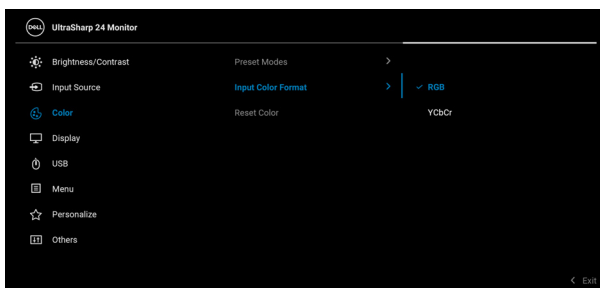 DELL UltraSharp 24 Monitor
Brightness/Contrast Preset Modes >
Input Source Input Color Format > ✓ RGB
Color Reset Color YCbCr
Display
USB
Menu
Personalize
Others
< Exit